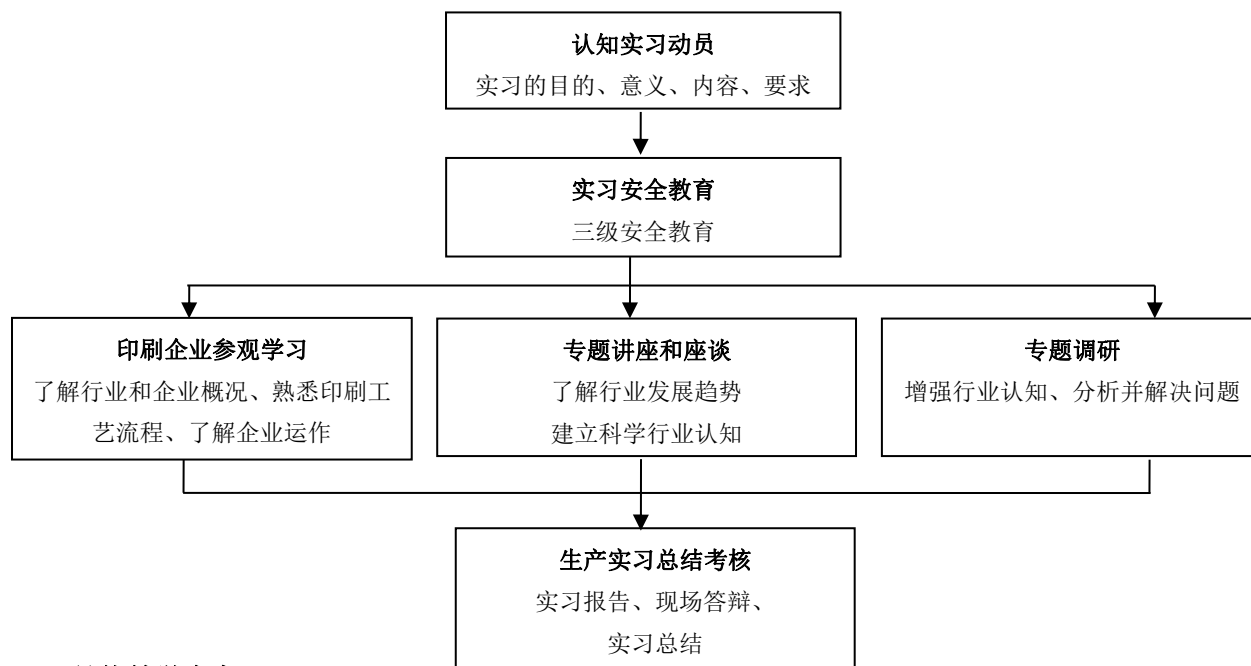 认知实习动员
实习的目的、意义、内容、要求
实习安全教育
三级安全教育
印刷企业参观学习
了解行业和企业概况、熟悉印刷工
艺流程、了解企业运作
专题讲座和座谈
了解行业发展趋势
建立科学行业认知
专题调研
增强行业认知、分析并解决问题
生产实习总结考核
实习报告、现场答辩、
实习总结